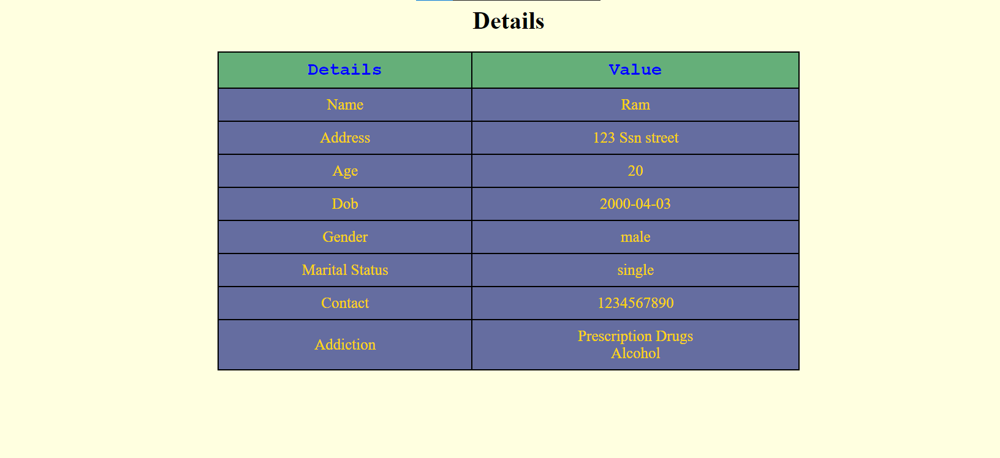 Details
Details Value
Name Ram
Address 123 Ssn street
Age 20
Dob 2000-04-03
Gender male
Marital Status single
Contact 1234567890
Addiction Prescription Drugs
Alcohol